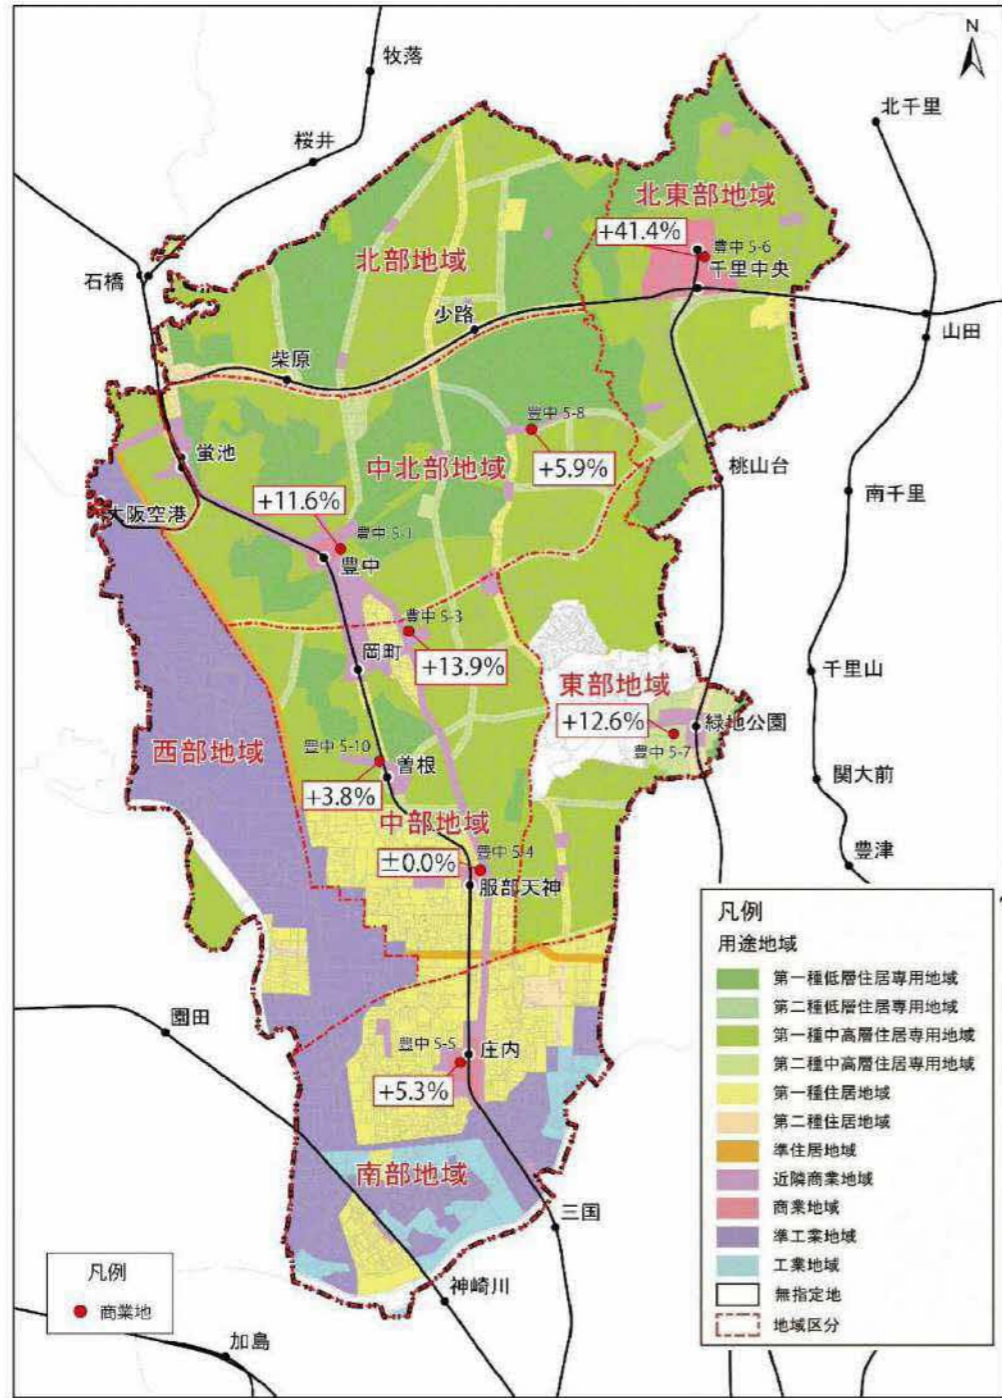 N
牧落
北千里
桜井
北東部地域
+41.4%
豊中 5-6
千里中央
北部地域
石橋
少路
山田
柴原
豊中 5-8
蛍池
中北部地域
+5.9%
桃山台
南千里
+11.6%
大阪空港
豊中 5-1
豊中
豊中 5-3
岡町
+13.9%
千里山
東部地域
+12.6%
緑地公園
西部地域
豊中 5-10
豊中 5-7
曽根
関大前
+3.8%
中部地域
±0.0%
豊中 5-4
豊津
服部天神
園田
豊中 5-5
庄内
+5.3%
南部地域
三国
神崎川
加島
凡例
商業地
凡例
用途地域
第一種低層住居専用地域
第二種低層住居専用地域
第一種中高層住居専用地域
第二種中高層住居専用地域
第一種住居地域
第二種住居地域
準住居地域
近隣商業地域
商業地域
準工業地域
工業地域
無指定地
地域区分